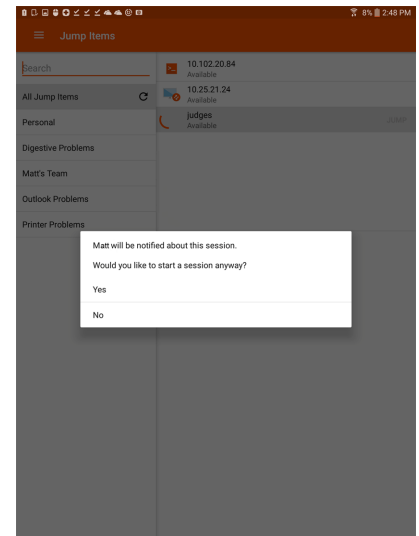 8% 2:48 PM
Jump Items
Search
All Jump Items
Personal
Digestive Problems
Matt's Team
Outlook Problems
Printer Problems
10.102.20.84
Available
10.25.21.24
Available
judges
Available
JUMP
Matt will be notified about this session.
Would you like to start a session anyway?
Yes
No